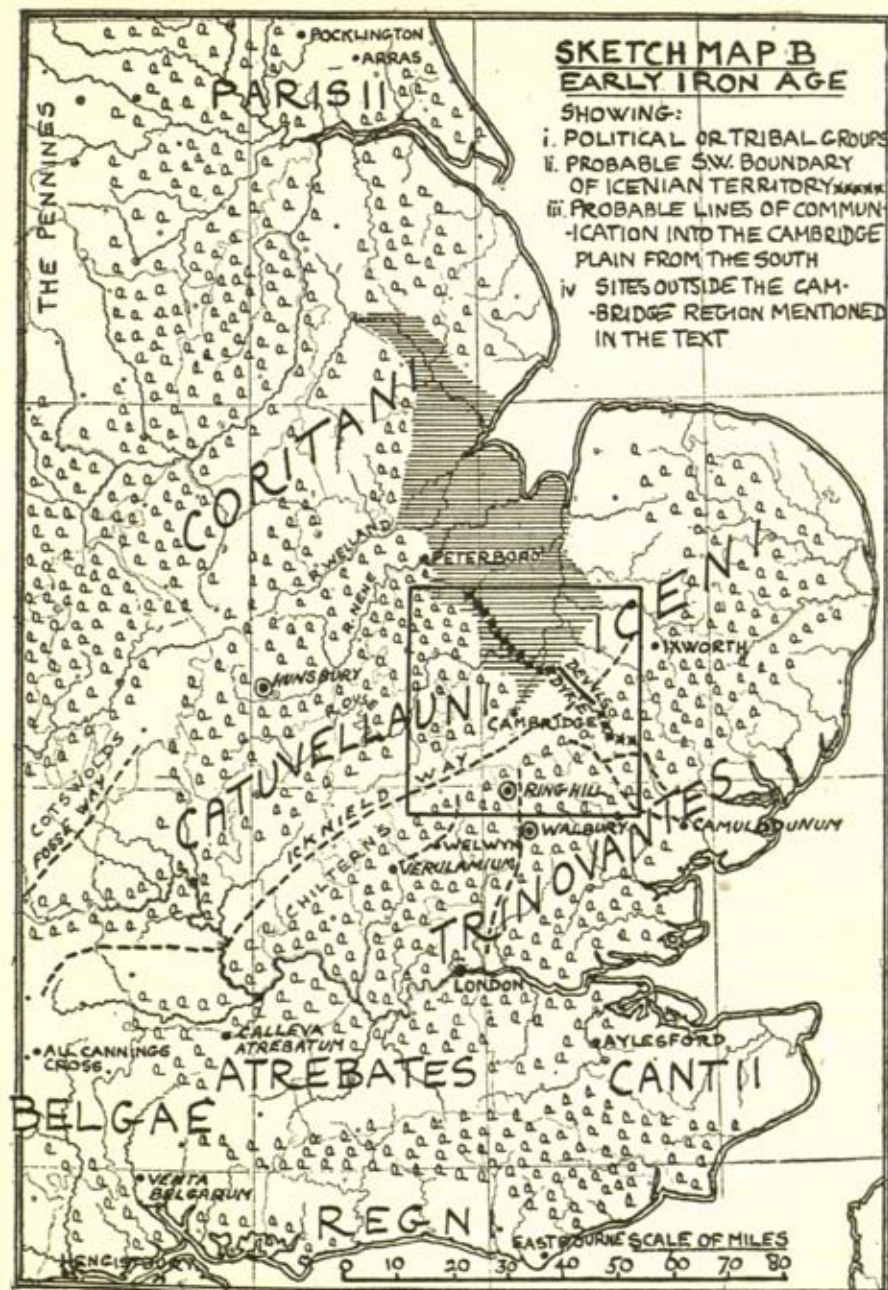 SKETCH MAP B
EARLY IRON AGE
SHOWING:
i. POLITICAL OR TRIBAL GROUPS
ii. PROBABLE S.W. BOUNDARY
OF ICENIAN TERRITORY xxxxx
iii. PROBABLE LINES OF COMMUN-
-ICATION INTO THE CAMBRIDGE
PLAIN FROM THE SOUTH
iv SITES OUTSIDE THE CAM-
-BRIDGE REGION MENTIONED
IN THE TEXT
POCKLINGTON
ARRAS
PARISII
THE PENNINES
CORITANI
R. WELLAND
PETERBORO'
R. NENE
ICENI
IXWORTH
HUNSBURY
R. OUSE
DEVIL'S
DYKE
CAMBRIDGE
CATUVELLAUNI
COTSWOLDS
FOSSE WAY
ICKNIELD WAY
RING HILL
CHILTERNS
WALBURY
WELWYN
VERULAMIUM
CAMULODUNUM
TRINOVANTES
LONDON
CALLEVA
ATREBATUM
ALL CANNINGS
CROSS
AYLESFORD
ATREBATES
CANTII
BELGAE
VENTA
BELGARUM
REGNI
HENGISTBURY
EASTBOURNE
SCALE OF MILES
0 10 20 30 40 50 60 70 80